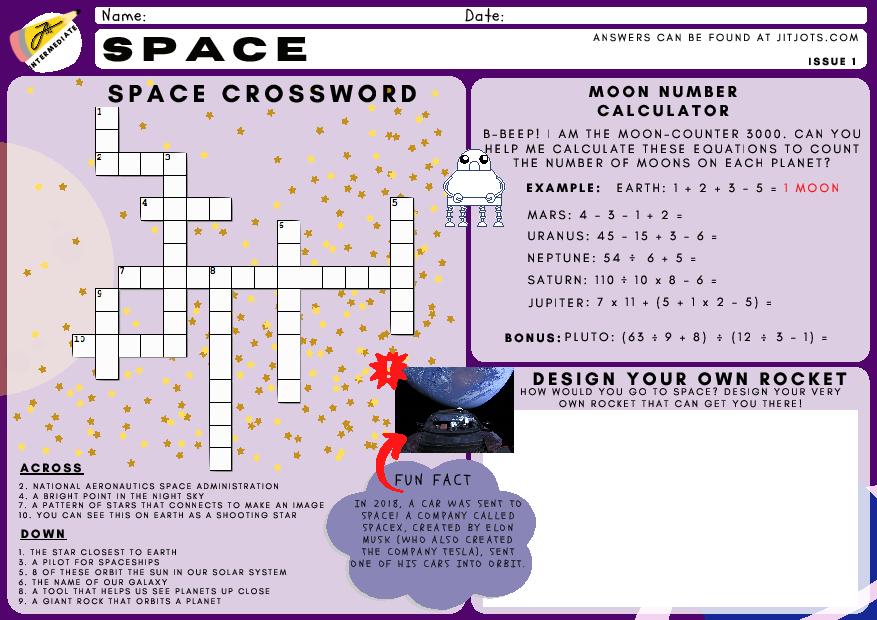 Name:
Date:
INTERMEDIATE
SPACE
ANSWERS CAN BE FOUND AT JITJOTS.COM
ISSUE 1
SPACE CROSSWORD
1
2
3
4
5
6
7
8
9
10
ACROSS
2. NATIONAL AERONAUTICS SPACE ADMINISTRATION
4. A BRIGHT POINT IN THE NIGHT SKY
7. A PATTERN OF STARS THAT CONNECTS TO MAKE AN IMAGE
10. YOU CAN SEE THIS ON EARTH AS A SHOOTING STAR
DOWN
1. THE STAR CLOSEST TO EARTH
3. A PILOT FOR SPACESHIPS
5. 8 OF THESE ORBIT THE SUN IN OUR SOLAR SYSTEM
6. THE NAME OF OUR GALAXY
8. A TOOL THAT HELPS US SEE PLANETS UP CLOSE
9. A GIANT ROCK THAT ORBITS A PLANET
MOON NUMBER
CALCULATOR
B-BEEP! I AM THE MOON-COUNTER 3000. CAN YOU
HELP ME CALCULATE THESE EQUATIONS TO COUNT
THE NUMBER OF MOONS ON EACH PLANET?
EXAMPLE: EARTH: 1 + 2 + 3 - 5 = 1 MOON
MARS: 4 - 3 - 1 + 2 =
URANUS: 45 - 15 + 3 - 6 =
NEPTUNE: 54 ÷ 6 + 5 =
SATURN: 110 ÷ 10 x 8 - 6 =
JUPITER: 7 x 11 + (5 + 1 x 2 - 5) =
BONUS: PLUTO: (63 ÷ 9 + 8) ÷ (12 ÷ 3 - 1) =
!
FUN FACT
IN 2018, A CAR WAS SENT TO
SPACE! A COMPANY CALLED
SPACEX, CREATED BY ELON
MUSK (WHO ALSO CREATED
THE COMPANY TESLA), SENT
ONE OF HIS CARS INTO ORBIT.
DESIGN YOUR OWN ROCKET
HOW WOULD YOU GO TO SPACE? DESIGN YOUR VERY
OWN ROCKET THAT CAN GET YOU THERE!